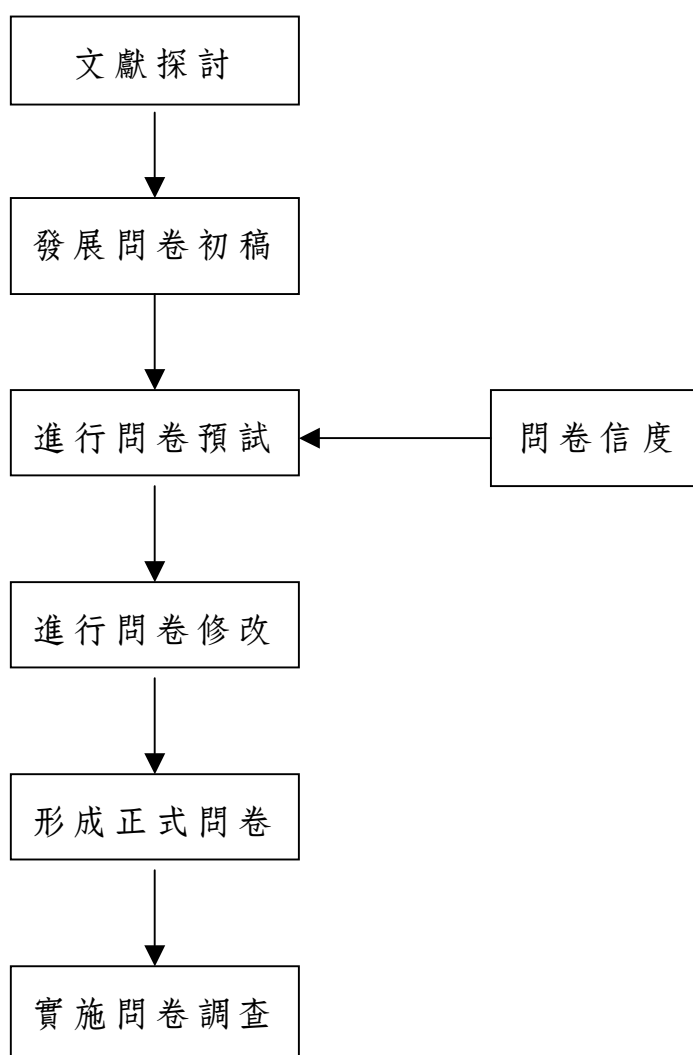 文獻探討
發展問卷初稿
進行問卷預試
問卷信度
進行問卷修改
形成正式問卷
實施問卷調查